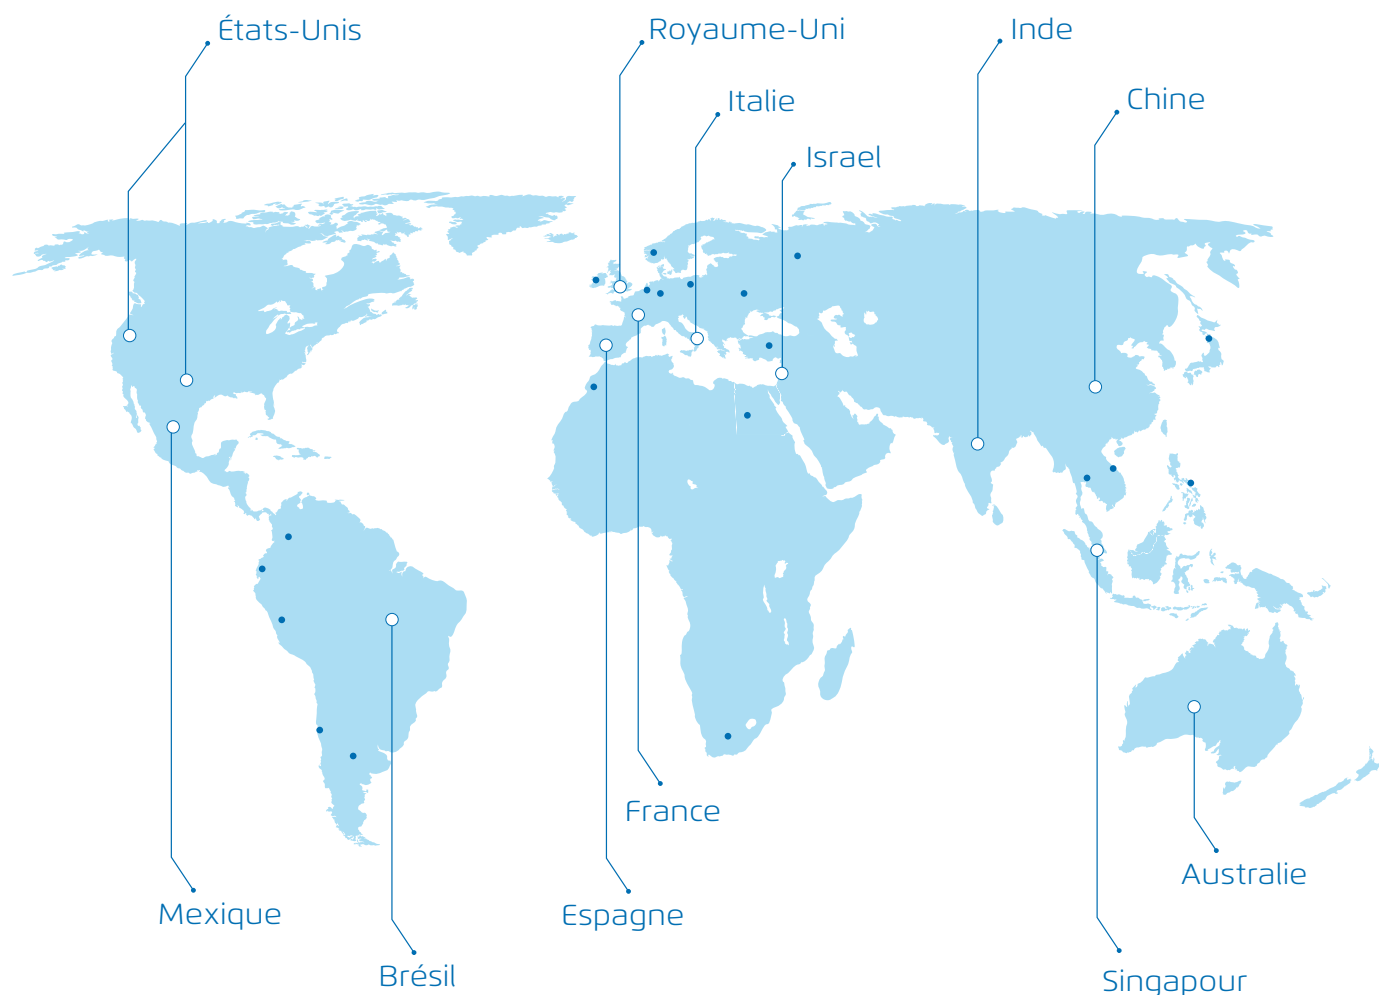 États-Unis
Royaume-Uni
Inde
Italie
Chine
Israel
France
Australie
Mexique
Espagne
Brésil
Singapour